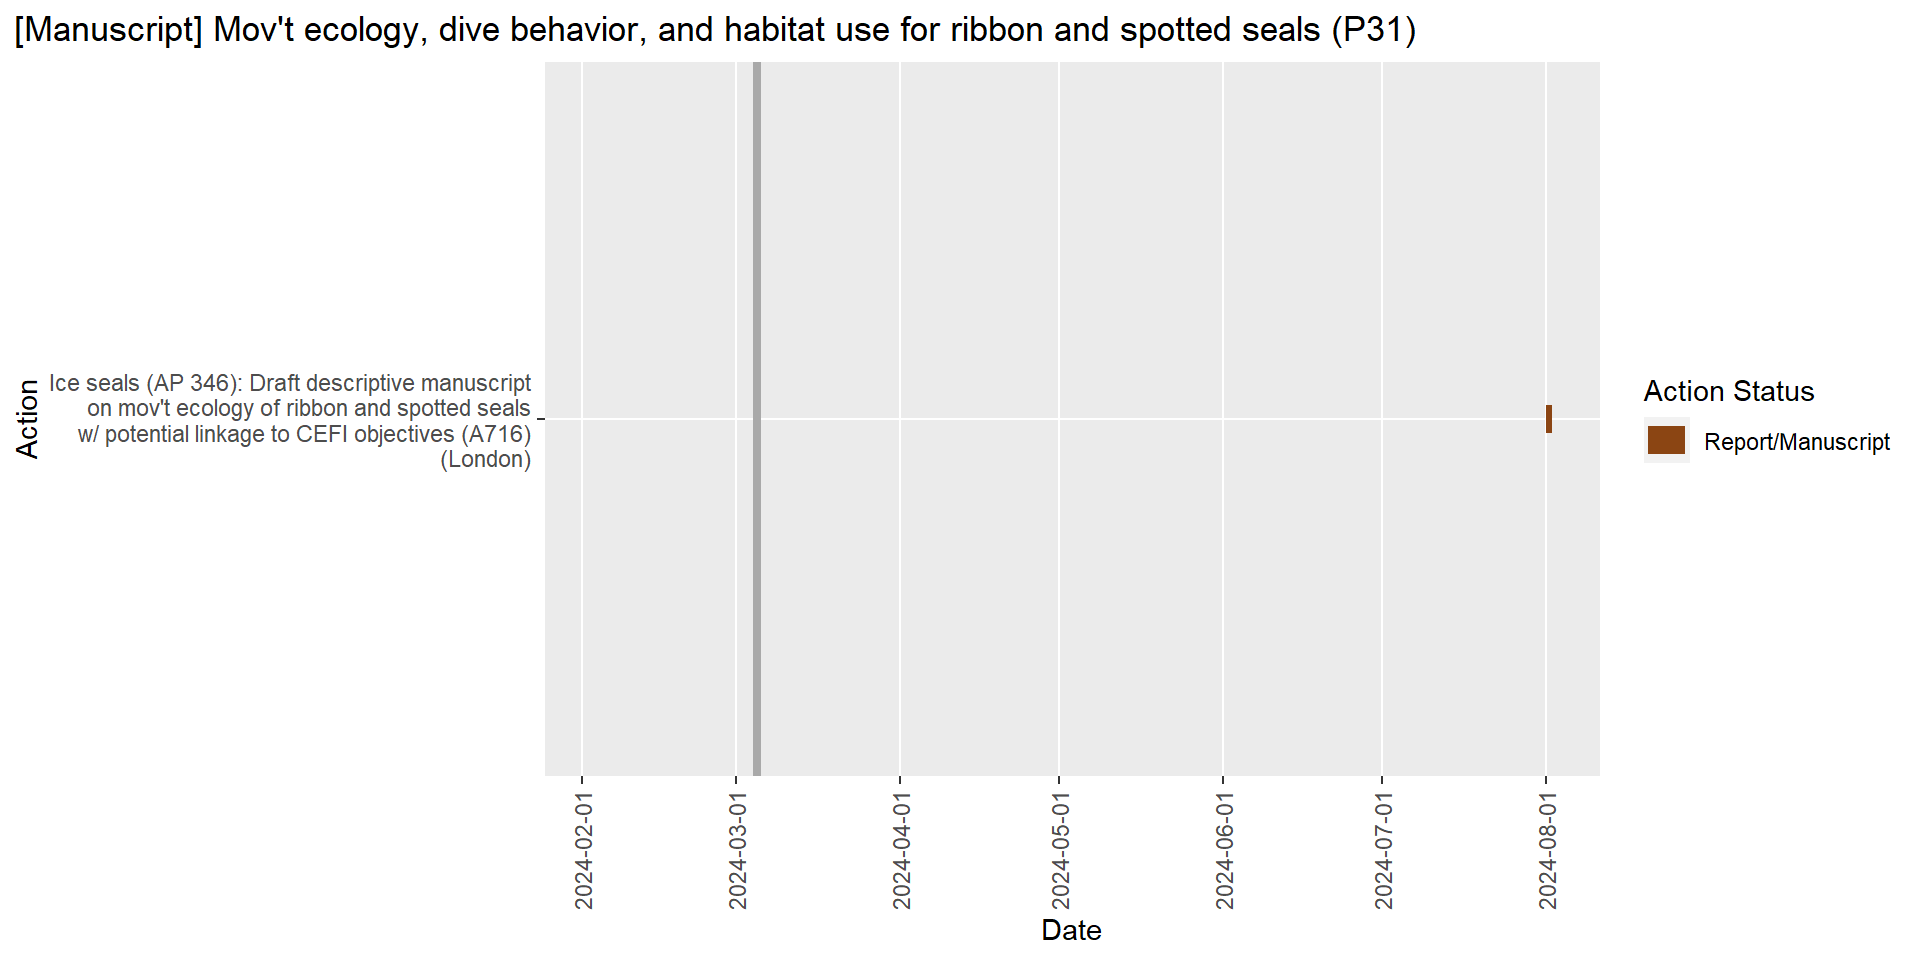 [Manuscript] Mov't ecology, dive behavior, and habitat use for ribbon and spotted seals (P31)
Action
Ice seals (AP 346): Draft descriptive manuscript
on mov't ecology of ribbon and spotted seals
w/ potential linkage to CEFI objectives (A716)
(London)
Action Status
Report/Manuscript
2024-02-01
2024-03-01
2024-04-01
2024-05-01
2024-06-01
2024-07-01
2024-08-01
Date